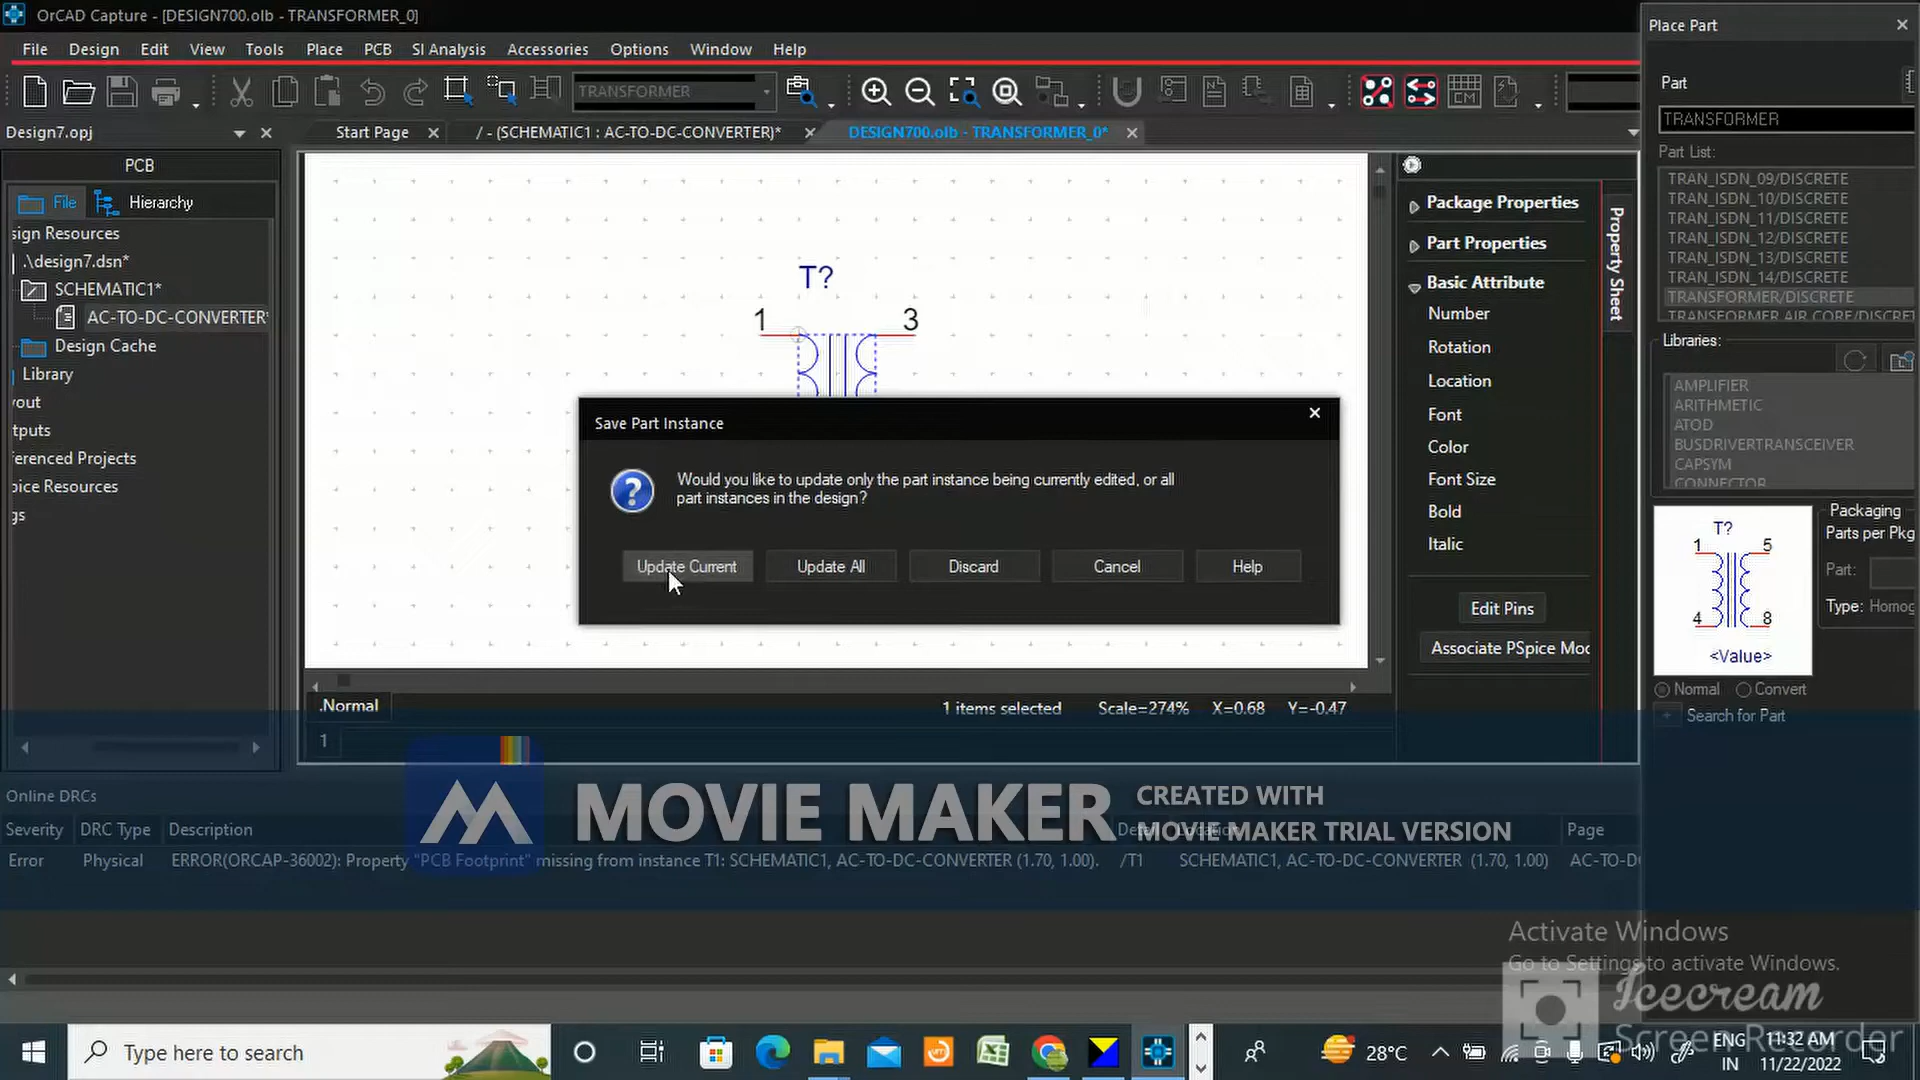 OrCAD Capture - [DESIGN700.olb - TRANSFORMER_0]
File Design Edit View Tools Place PCB SI Analysis Accessories Options Window Help
TRANSFORMER
Design7.opj
Start Page
/ - (SCHEMATIC1 : AC-TO-DC-CONVERTER)*
DESIGN700.olb - TRANSFORMER_0*
PCB
File
Hierarchy
sign Resources
.\design7.dsn*
SCHEMATIC1*
AC-TO-DC-CONVERTER*
Design Cache
Library
out
tputs
erenced Projects
pice Resources
gs
T?
1
3
Save Part Instance
Would you like to update only the part instance being currently edited, or all
part instances in the design?
Update Current
Update All
Discard
Cancel
Help
.Normal
1 items selected
Scale=274%
X=0.68
Y=-0.47
1
Package Properties
Part Properties
Basic Attribute
Number
Rotation
Location
Font
Color
Font Size
Bold
Italic
Edit Pins
Associate PSpice Mod
Property Sheet
Place Part
Part
TRANSFORMER
Part List:
TRAN_ISDN_09/DISCRETE
TRAN_ISDN_10/DISCRETE
TRAN_ISDN_11/DISCRETE
TRAN_ISDN_12/DISCRETE
TRAN_ISDN_13/DISCRETE
TRAN_ISDN_14/DISCRETE
TRANSFORMER/DISCRETE
TRANSFORMER AIR CORE/DISCRET
Libraries:
AMPLIFIER
ARITHMETIC
ATOD
BUSDRIVERTRANSCEIVER
CAPSYM
CONNECTOR
T?
1 5
4 8
<Value>
Packaging
Parts per Pkg
Part:
Type: Homog
Normal
Convert
Search for Part
Online DRCs
Severity DRC Type Description Page
Error Physical ERROR(ORCAP-36002): Property "PCB Footprint" missing from instance T1: SCHEMATIC1, AC-TO-DC-CONVERTER (1.70, 1.00). /T1 SCHEMATIC1, AC-TO-DC-CONVERTER (1.70, 1.00) AC-TO-D
MOVIE MAKER
CREATED WITH
MOVIE MAKER TRIAL VERSION
Activate Windows
Go to Settings to activate Windows.
Icecream
Screen Recorder
Type here to search
28°C
ENG
IN
11:32 AM
11/22/2022